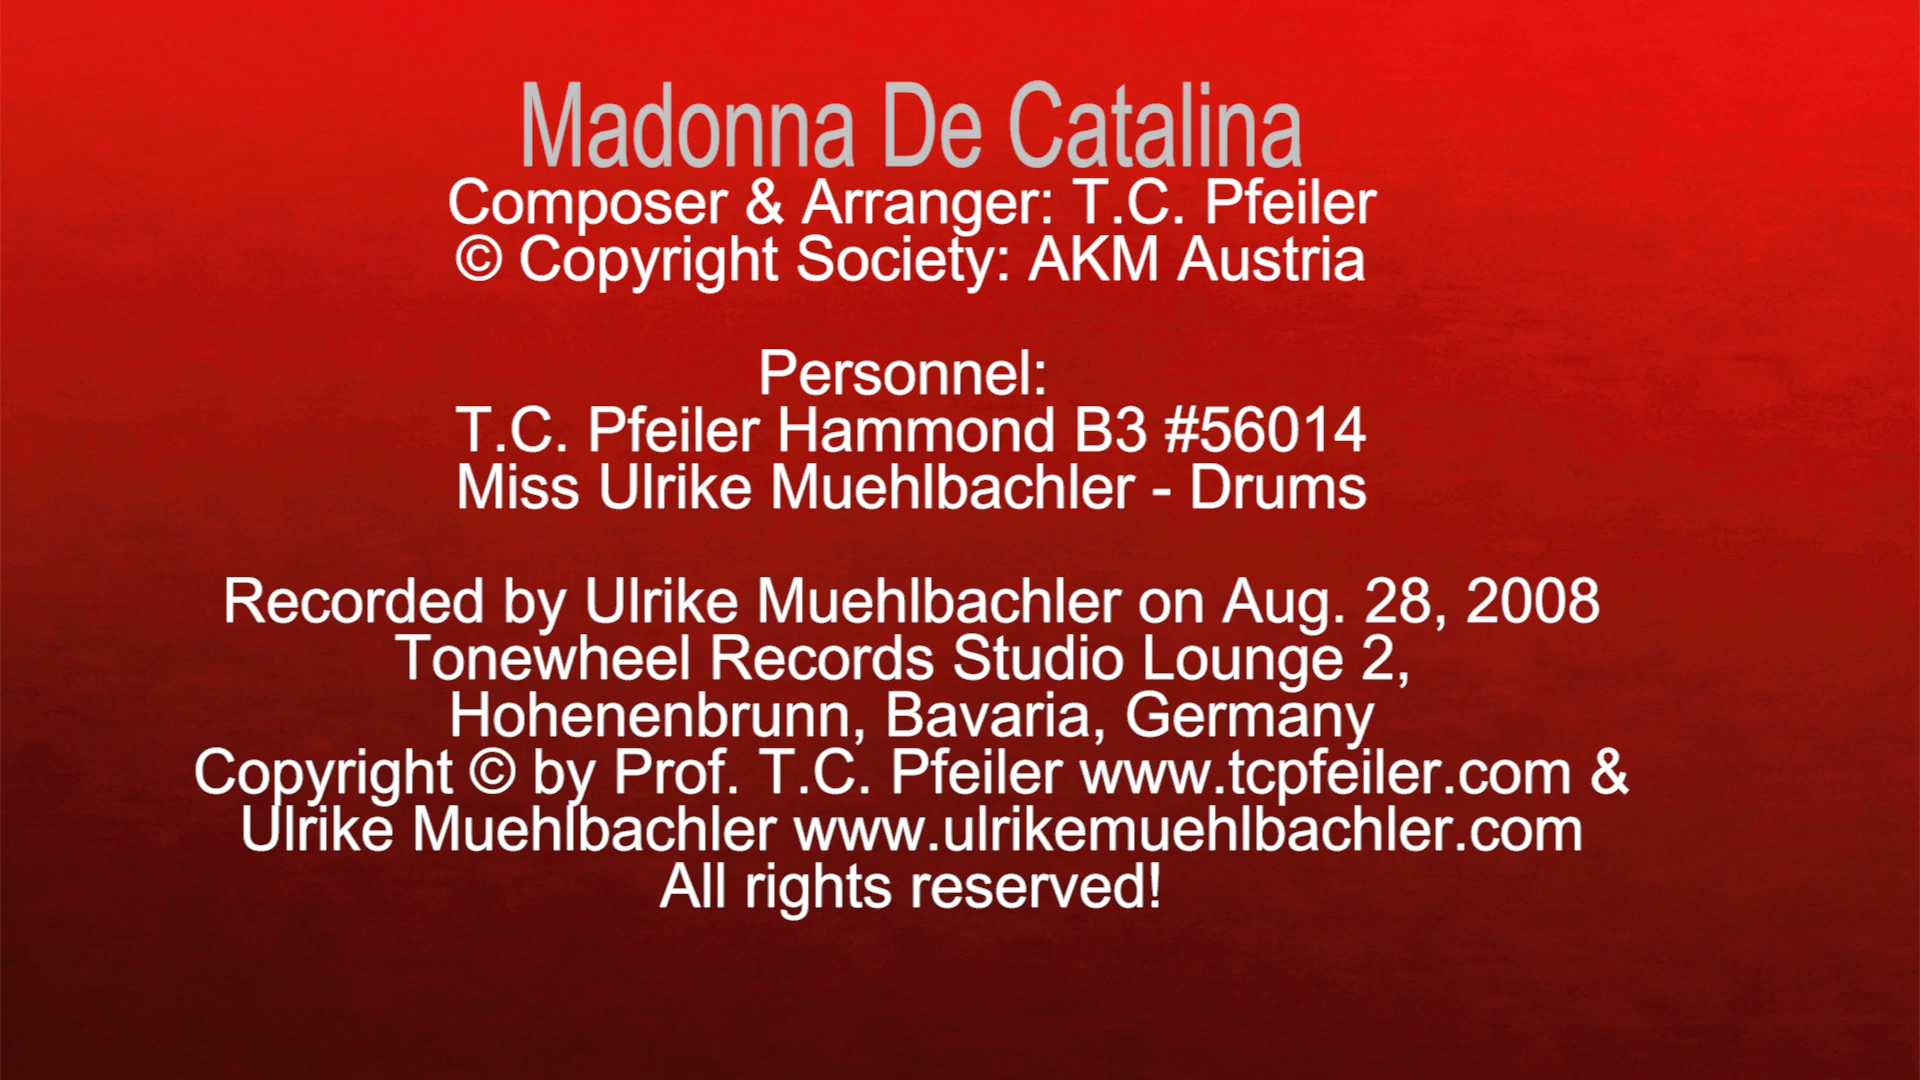 Madonna De Catalina
Composer & Arranger: T.C. Pfeiler
© Copyright Society: AKM Austria
Personnel:
T.C. Pfeiler Hammond B3 #56014
Miss Ulrike Muehlbachler - Drums
Recorded by Ulrike Muehlbachler on Aug. 28, 2008
Tonewheel Records Studio Lounge 2,
Hohenenbrunn, Bavaria, Germany
Copyright © by Prof. T.C. Pfeiler www.tcpfeiler.com &
Ulrike Muehlbachler www.ulrikemuehlbachler.com
All rights reserved!